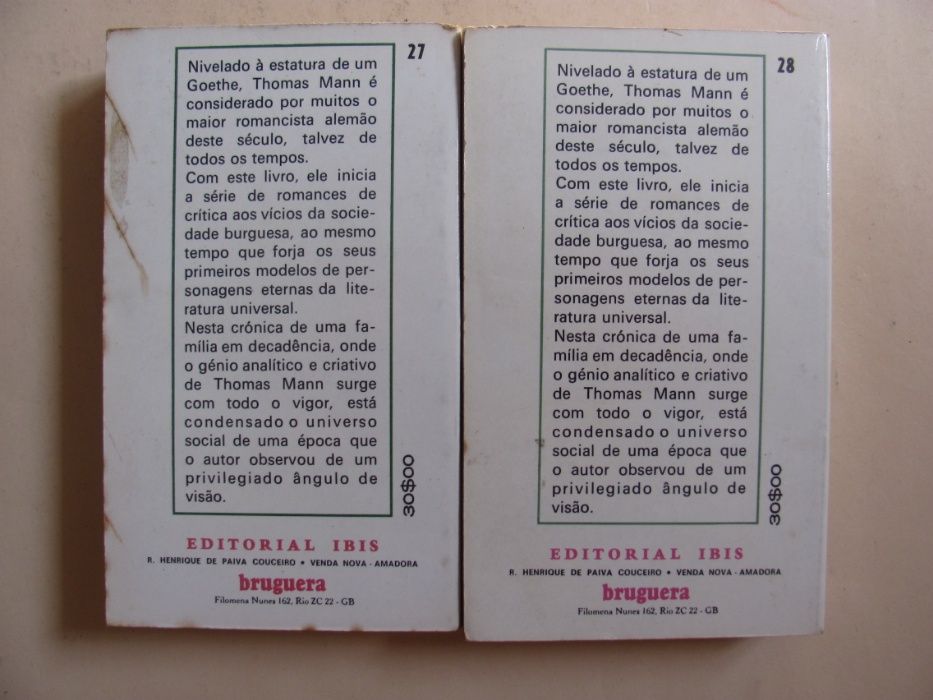 27
Nivelado à estatura de um
Goethe, Thomas Mann é
considerado por muitos o
maior romancista alemão
deste século, talvez de
todos os tempos.
Com este livro, ele inicia
a série de romances de
crítica aos vícios da socie-
dade burguesa, ao mesmo
tempo que forja os seus
primeiros modelos de per-
sonagens eternas da lite-
ratura universal.
Nesta crónica de uma fa-
mília em decadência, onde
o génio analítico e criativo
de Thomas Mann surge
com todo o vigor, está
condensado o universo
social de uma época que
o autor observou de um
privilegiado ângulo de
visão.
30$00
EDITORIAL IBIS
R. HENRIQUE DE PAIVA COUCEIRO • VENDA NOVA - AMADORA
bruguera
Filomena Nunes 162, Rio ZC 22 - GB
28
Nivelado à estatura de um
Goethe, Thomas Mann é
considerado por muitos o
maior romancista alemão
deste século, talvez de
todos os tempos.
Com este livro, ele inicia
a série de romances de
crítica aos vícios da socie-
dade burguesa, ao mesmo
tempo que forja os seus
primeiros modelos de per-
sonagens eternas da lite-
ratura universal.
Nesta crónica de uma fa-
mília em decadência, onde
o génio analítico e criativo
de Thomas Mann surge
com todo o vigor, está
condensado o universo
social de uma época que
o autor observou de um
privilegiado ângulo de
visão.
30$00
EDITORIAL IBIS
R. HENRIQUE DE PAIVA COUCEIRO • VENDA NOVA - AMADORA
bruguera
Filomena Nunes 162, Rio ZC 22 - GB